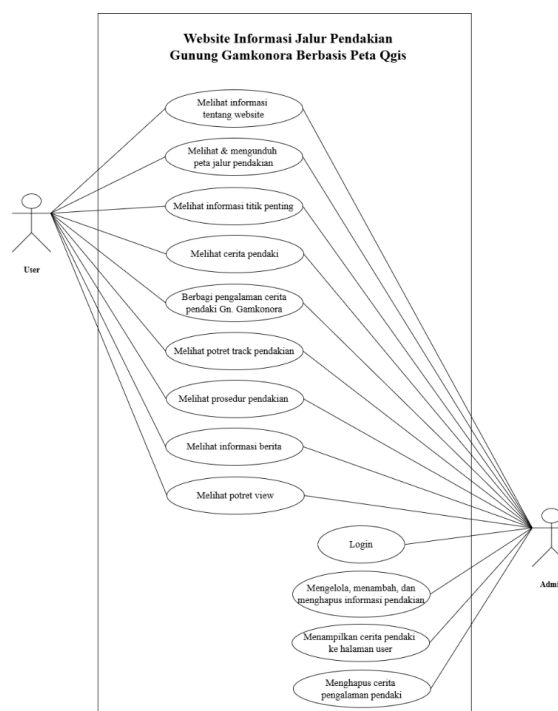 Website Informasi Jalur Pendakian
Gunung Gamkonora Berbasis Peta Qgis
Melihat informasi
tentang website
Melihat & mengunduh
peta jalur pendakian
Melihat informasi titik penting
Melihat cerita pendaki
Berbagi pengalaman cerita
pendaki Gn. Gamkonora
Melihat potret track pendakian
Melihat prosedur pendakian
Melihat informasi berita
Melihat potret view
User
Login
Mengelola, menambah, dan
menghapus informasi pendakian
Menampilkan cerita pendaki
ke halaman user
Menghapus cerita
pengalaman pendaki
Admi